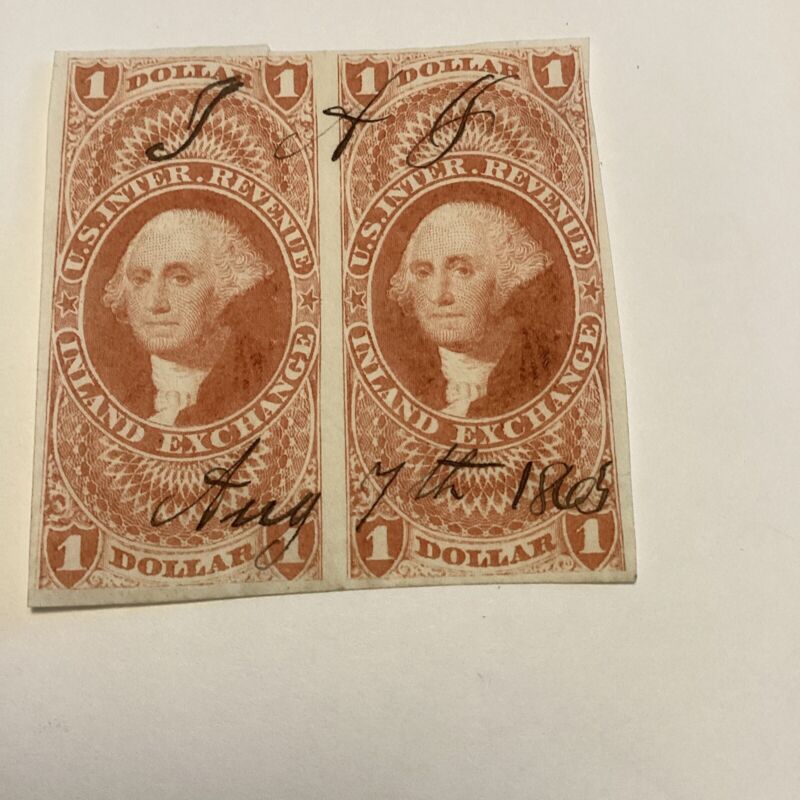 1 DOLLAR 1 1 DOLLAR 1
A
U.S. INTER. REVENUE U.S. INTER. REVENUE
INLAND EXCHANGE INLAND EXCHANGE
Aug 7th 1865
1 DOLLAR 1 1 DOLLAR 1